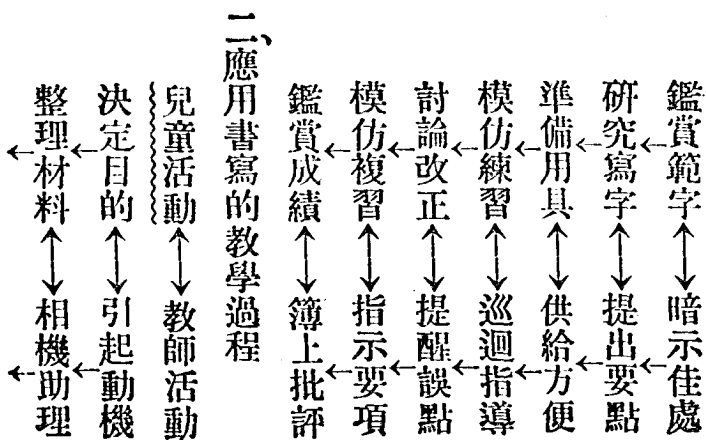 鑑賞範字←→暗示佳處
研究寫字←→提出要點
準備用具←→供給方便
模仿練習←→巡迴指導
討論改正←→提醒誤點
模仿複習←→指示要項
鑑賞成績←→簿上批評
二、應用書寫的教學過程
兒童活動←→教師活動
決定目的←→引起動機
整理材料←→相機助理